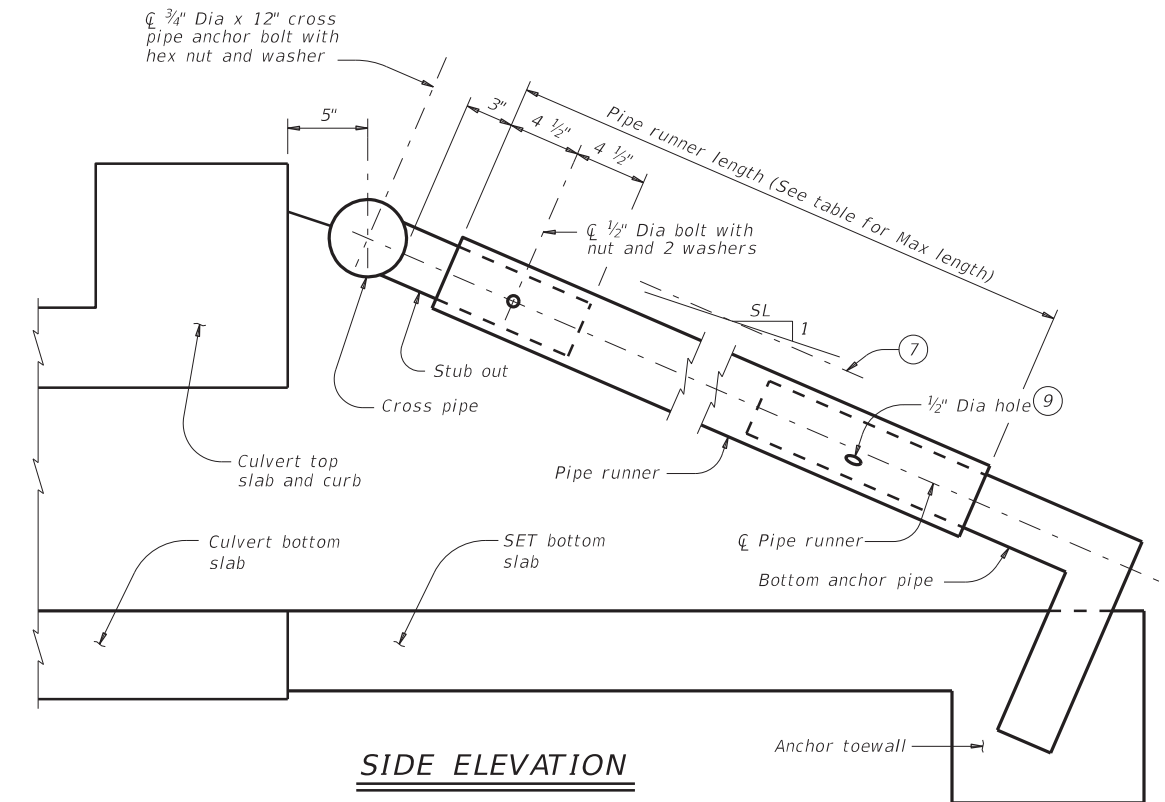 ℄ ¾" Dia x 12" cross
pipe anchor bolt with
hex nut and washer
5"
3"
4 ½"
4 ½"
Pipe runner length (See table for Max length)
℄ ½" Dia bolt with
nut and 2 washers
SL
1
7
½" Dia hole 9
Stub out
Cross pipe
Culvert top
slab and curb
Pipe runner
℄ Pipe runner
Culvert bottom
slab
SET bottom
slab
Bottom anchor pipe
Anchor toewall
SIDE ELEVATION